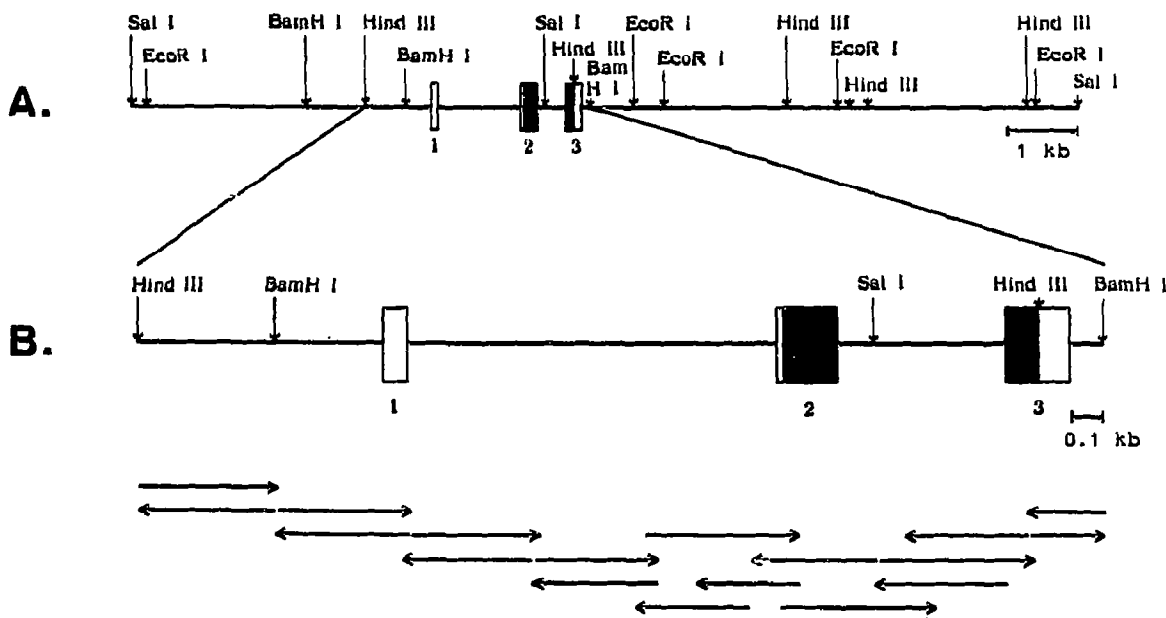 Sal I BamH I Hind III Sal I EcoR I Hind III Hind III
EcoR I BamH I Hind III EcoR I EcoR I Hind III EcoR I Sal I
Bam
H I
A.
1 2 3
1 kb
Hind III BamH I Sal I Hind III BamH I
B.
1 2 3
0.1 kb